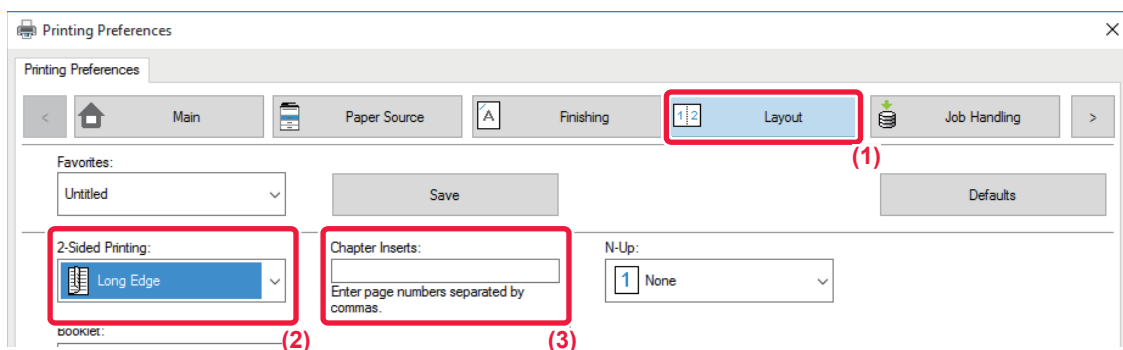 Printing Preferences
Printing Preferences
< Main Paper Source A Finishing 1 2 Layout Job Handling >
(1)
Favorites:
Untitled Save Defaults
2-Sided Printing: Chapter Inserts: N-Up:
Long Edge 1 None
Enter page numbers separated by
commas.
Booklet:
(2) (3)